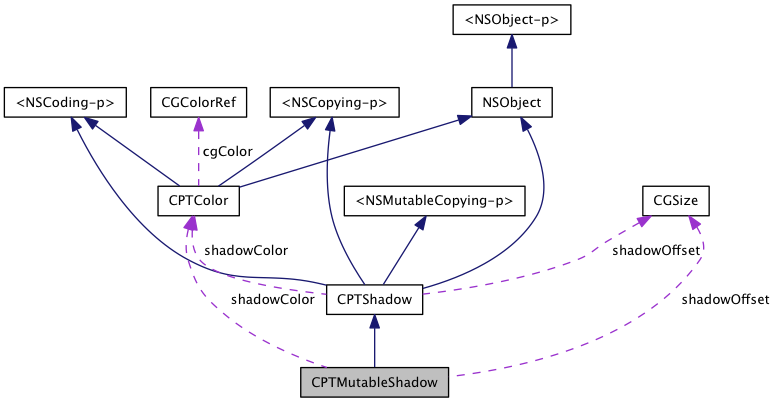 <NSObject-p>
<NSCoding-p>
CGColorRef
<NSCopying-p>
NSObject
cgColor
CPTColor
<NSMutableCopying-p>
CGSize
shadowColor
shadowOffset
shadowColor
CPTShadow
shadowOffset
CPTMutableShadow